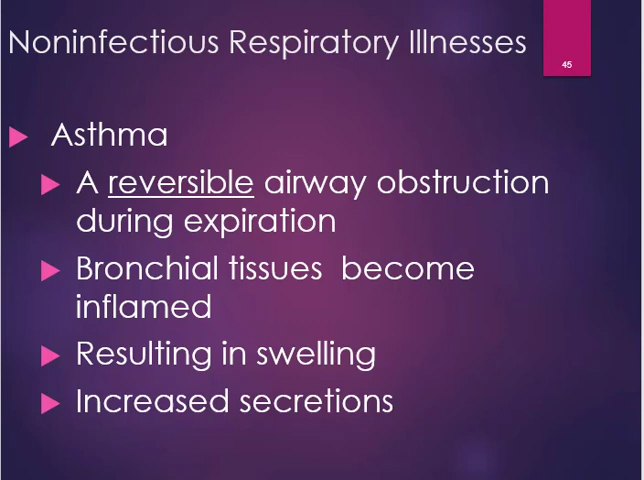 Noninfectious Respiratory Illnesses
45
Asthma
A reversible airway obstruction
during expiration
Bronchial tissues  become
inflamed
Resulting in swelling
Increased secretions